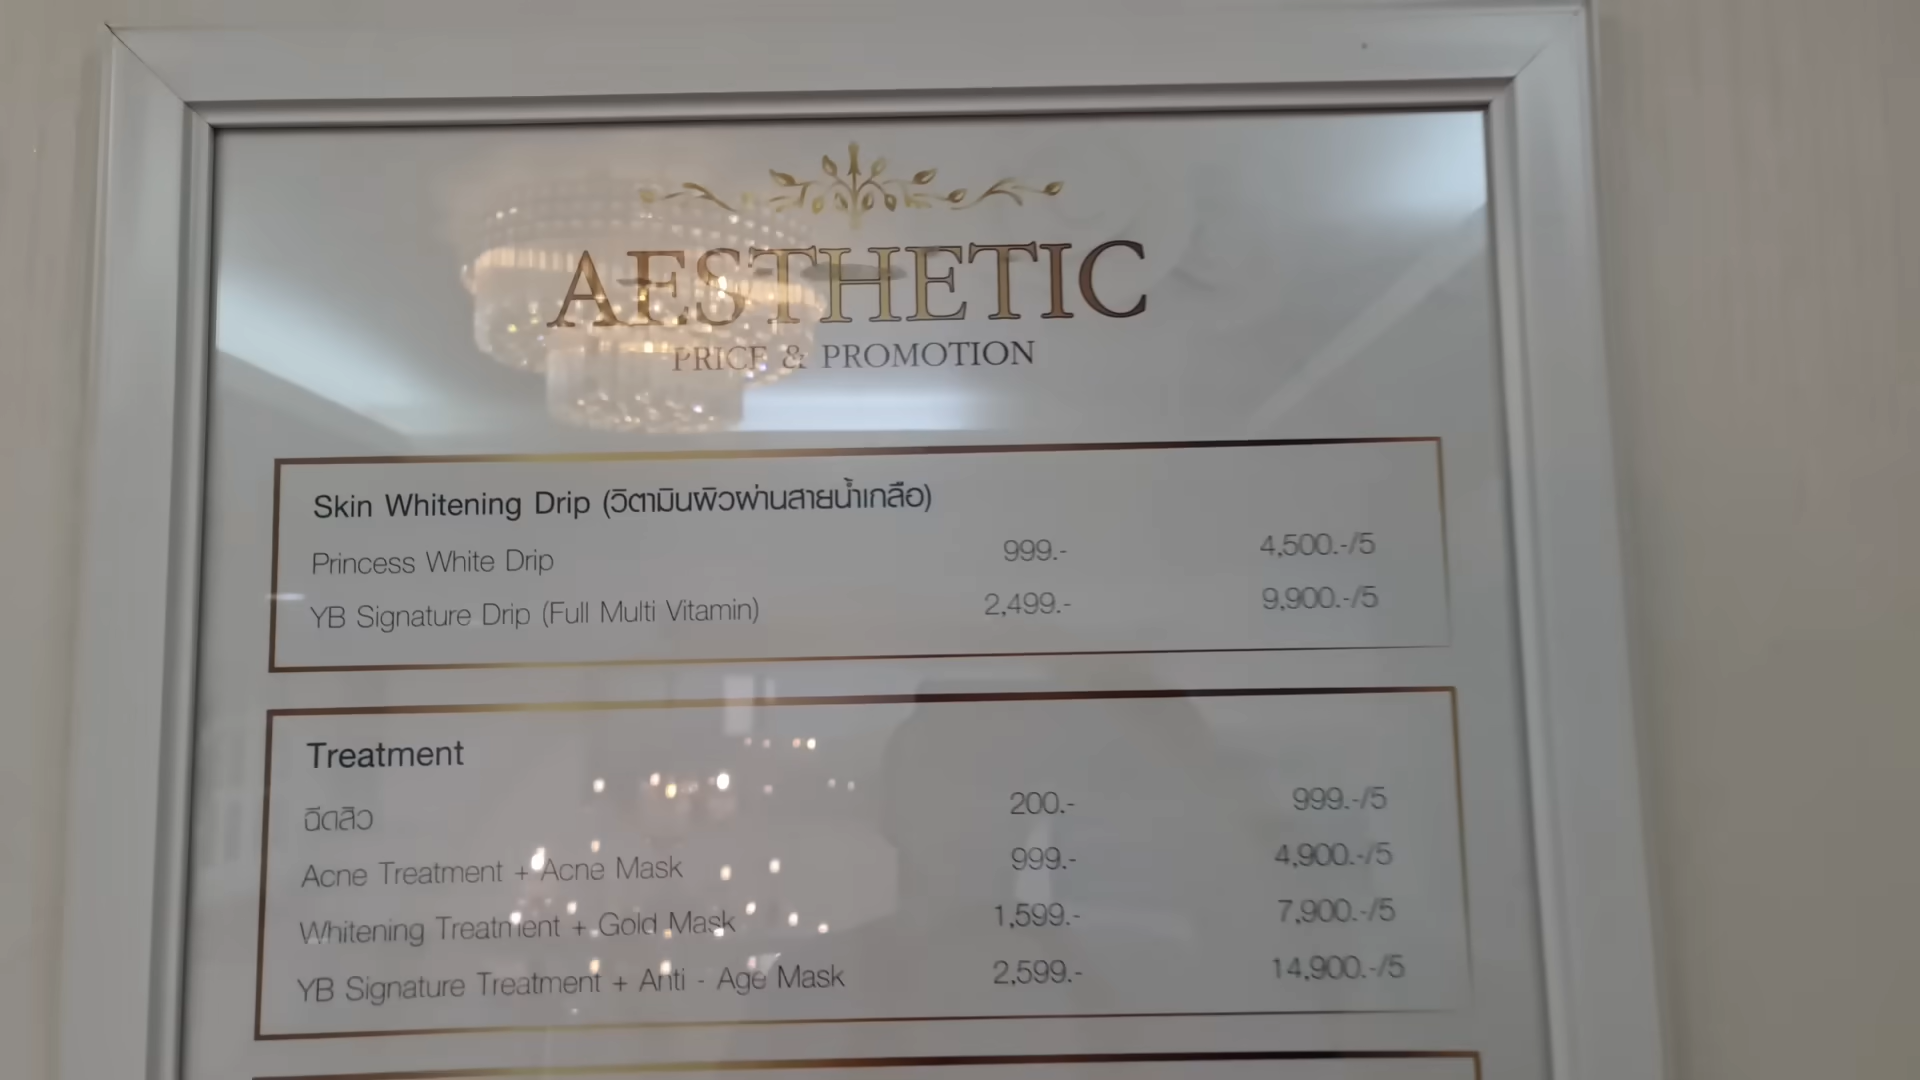 AESTHETIC
PRICE & PROMOTION
Skin Whitening Drip (วิตามินผิวผ่านสายน้ำเกลือ)
Princess White Drip 999.- 4,500.-/5
YB Signature Drip (Full Multi Vitamin) 2,499.- 9,900.-/5
Treatment
ฉีดสิว 200.- 999.-/5
Acne Treatment + Acne Mask 999.- 4,900.-/5
Whitening Treatment + Gold Mask 1,599.- 7,900.-/5
YB Signature Treatment + Anti - Age Mask 2,599.- 14,900.-/5